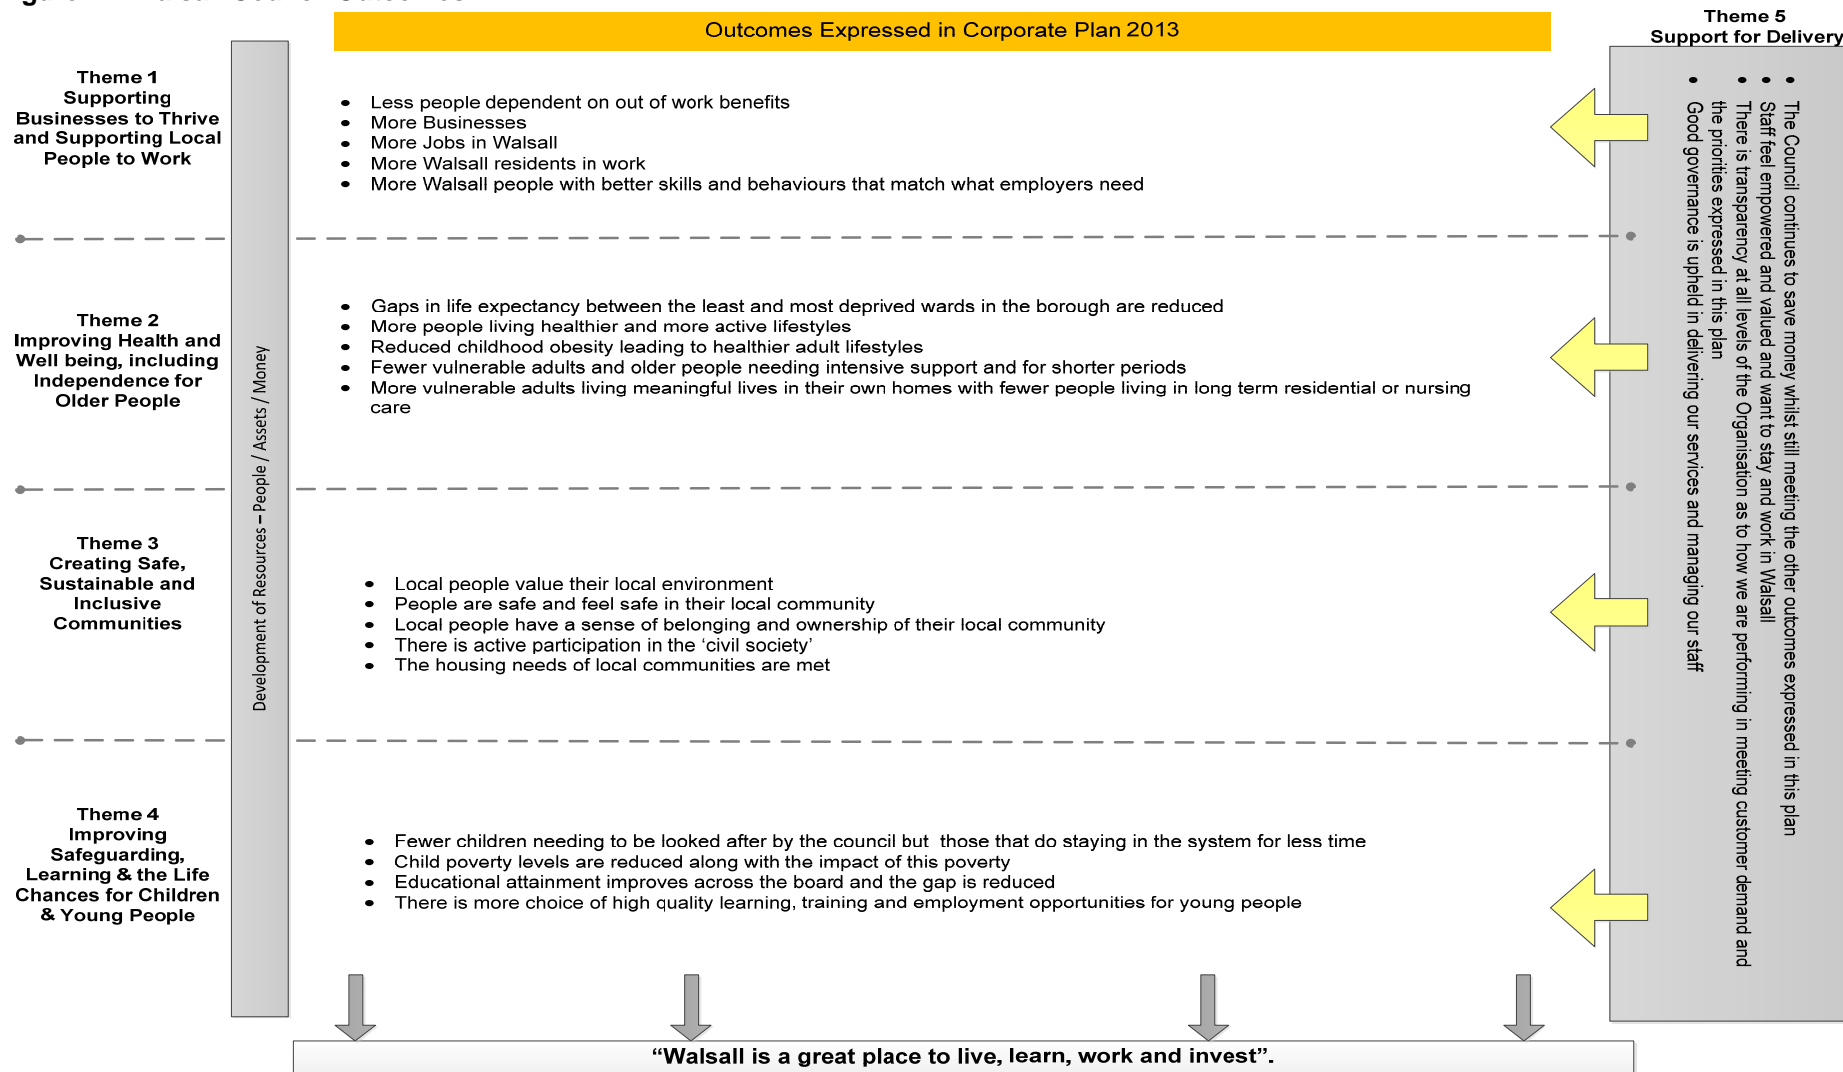 Outcomes Expressed in Corporate Plan 2013
Theme 5
Support for Delivery
Theme 1
Supporting
Businesses to Thrive
and Supporting Local
People to Work
• Less people dependent on out of work benefits
• More Businesses
• More Jobs in Walsall
• More Walsall residents in work
• More Walsall people with better skills and behaviours that match what employers need
Theme 2
Improving Health and
Well being, including
Independence for
Older People
• Gaps in life expectancy between the least and most deprived wards in the borough are reduced
• More people living healthier and more active lifestyles
• Reduced childhood obesity leading to healthier adult lifestyles
• Fewer vulnerable adults and older people needing intensive support and for shorter periods
• More vulnerable adults living meaningful lives in their own homes with fewer people living in long term residential or nursing
care
Theme 3
Creating Safe,
Sustainable and
Inclusive
Communities
• Local people value their local environment
• People are safe and feel safe in their local community
• Local people have a sense of belonging and ownership of their local community
• There is active participation in the ‘civil society’
• The housing needs of local communities are met
Theme 4
Improving
Safeguarding,
Learning & the Life
Chances for Children
& Young People
• Fewer children needing to be looked after by the council but  those that do staying in the system for less time
• Child poverty levels are reduced along with the impact of this poverty
• Educational attainment improves across the board and the gap is reduced
• There is more choice of high quality learning, training and employment opportunities for young people
Development of Resources – People / Assets / Money
• The Council continues to save money whilst still meeting the other outcomes expressed in this plan
• Staff feel empowered and valued and want to stay and work in Walsall
• There is transparency at all levels of the Organisation as to how we are performing in meeting customer demand and
the priorities expressed in this plan
• Good governance is upheld in delivering our services and managing our staff
“Walsall is a great place to live, learn, work and invest”.